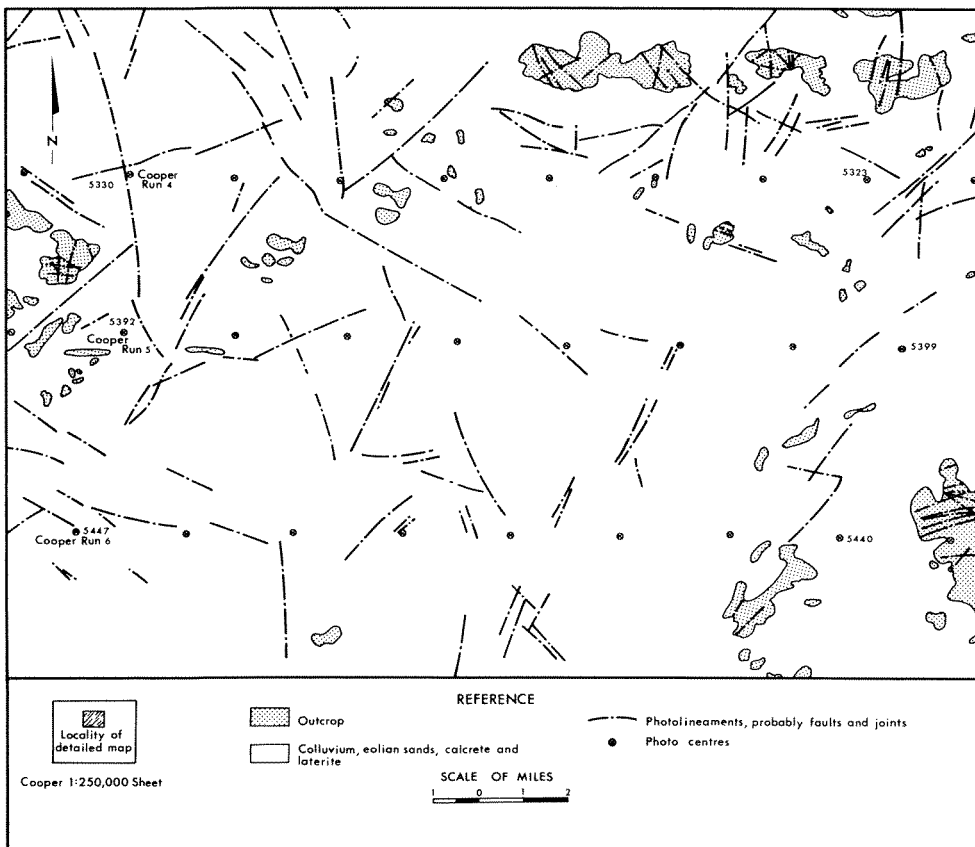 N
5330
Cooper
Run 4
5323
5392
Cooper
Run 5
5399
5447
Cooper Run 6
5440
REFERENCE
Locality of
detailed map
Cooper 1:250,000 Sheet
Outcrop
Colluvium, eolian sands, calcrete and
laterite
Photolineaments, probably faults and joints
Photo centres
SCALE OF MILES
1 0 1 2